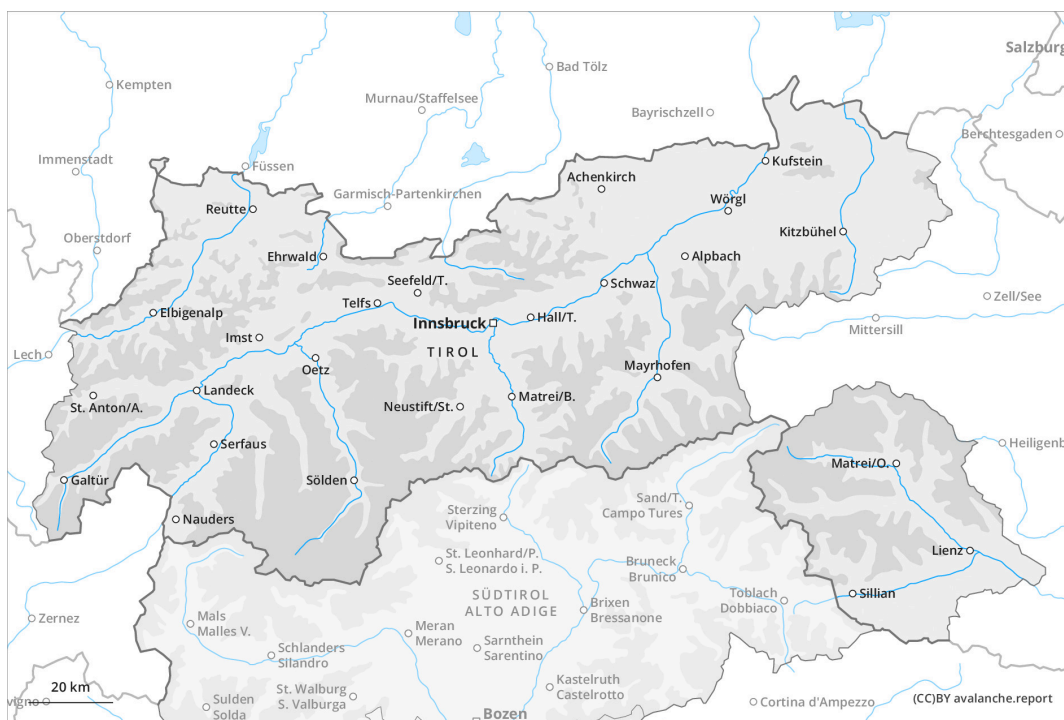 Salzburg
Kempten
Bad Tölz
Murnau/Staffelsee
Bayrischzell
Berchtesgaden
Immenstadt
Füssen
Kufstein
Achenkirch
Garmisch-Partenkirchen
Reutte
Wörgl
Oberstdorf
Kitzbühel
Ehrwald
Alpbach
Seefeld/T.
Schwaz
Zell/See
Telfs
Elbigenalp
Hall/T.
Innsbruck
Mittersill
Imst
TIROL
Lech
Oetz
Mayrhofen
Landeck
St. Anton/A.
Neustift/St.
Matrei/B.
Serfaus
Heiligenb
Matrei/O.
Galtür
Sölden
Sand/T.
Campo Tures
Sterzing
Vipiteno
Nauders
Lienz
St. Leonhard/P.
S. Leonardo i. P.
Bruneck
Brunico
Sillian
SÜDTIROL
ALTO ADIGE
Toblach
Dobbiaco
Brixen
Bressanone
Zernez
Mals
Malles V.
Meran
Merano
Sarnthein
Sarentino
Schlanders
Silandro
20 km
Kastelruth
Castelrotto
St. Walburg
S. Valburga
vigno
Sulden
Solda
Cortina d'Ampezzo
(CC)BY avalanche.report
Bozen